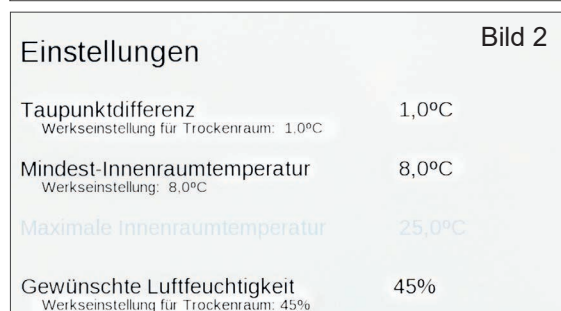 Bild 2
Einstellungen
Taupunktdifferenz 1,0ºC
Werkseinstellung für Trockenraum: 1,0ºC
Mindest-Innenraumtemperatur 8,0ºC
Werkseinstellung: 8,0ºC
Maximale Innenraumtemperatur 25,0ºC
Gewünschte Luftfeuchtigkeit 45%
Werkseinstellung für Trockenraum: 45%